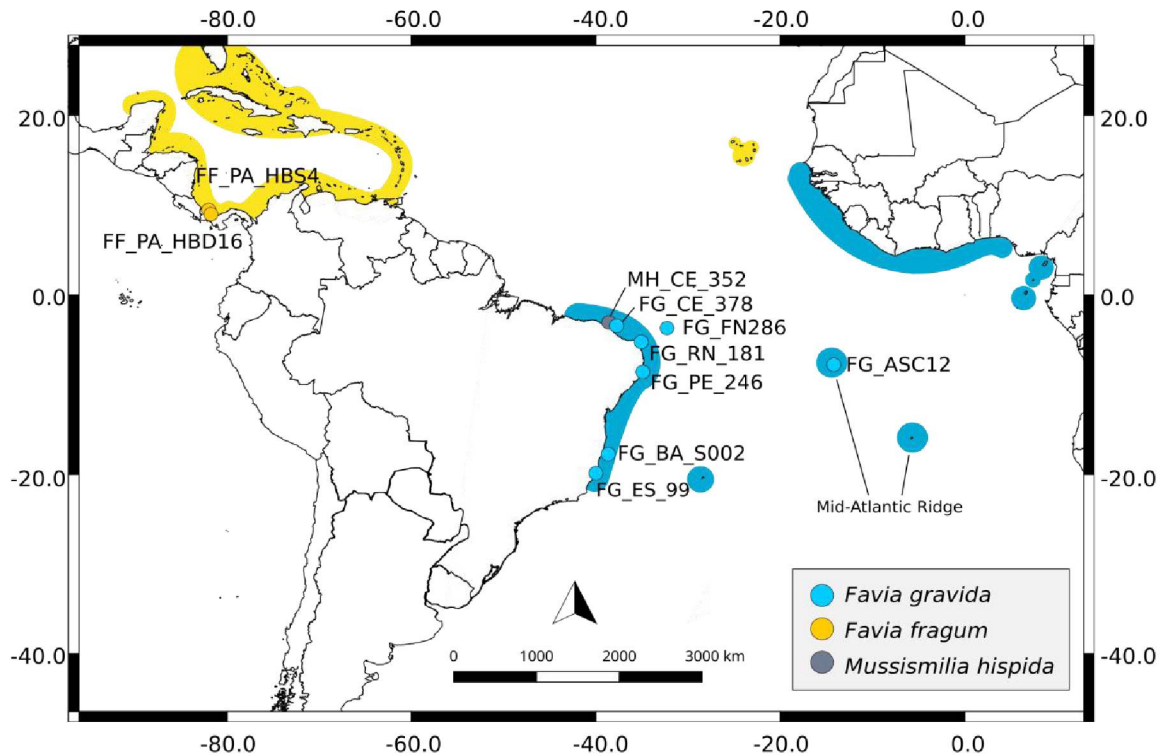 -80.0 -60.0 -40.0 -20.0 0.0
20.0 20.0
FF_PA_HBS4
FF_PA_HBD16
MH_CE_352
0.0 0.0
FG_CE_378
FG_FN286
FG_RN_181
FG_ASC12
FG_PE_246
FG_BA_S002
-20.0 -20.0
FG_ES_99
Mid-Atlantic Ridge
Favia gravida
Favia fragum
Mussismilia hispida
0 1000 2000 3000 km
-40.0 -40.0
-80.0 -60.0 -40.0 -20.0 0.0